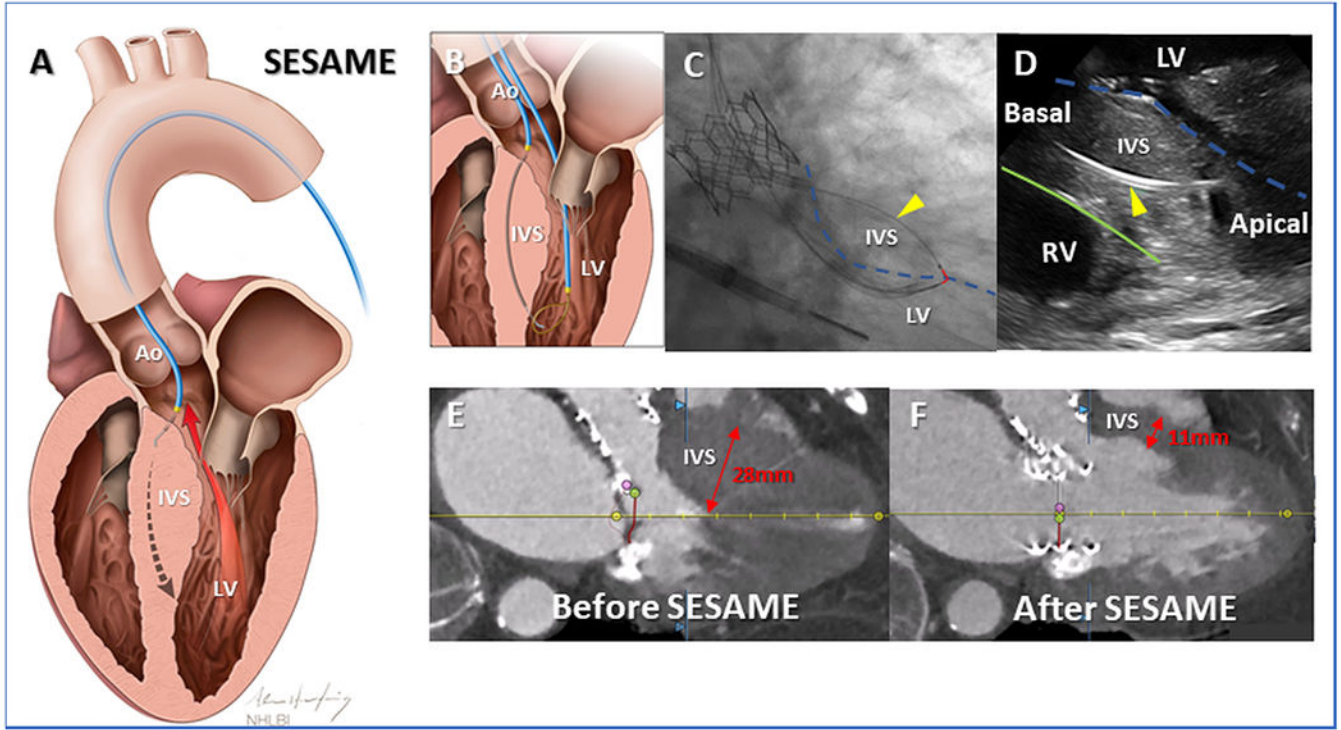 A
SESAME
Ao
IVS
LV
NHLBI
B
Ao
IVS
LV
C
IVS
LV
D
LV
Basal
IVS
Apical
RV
E
IVS
28mm
Before SESAME
F
IVS
11mm
After SESAME